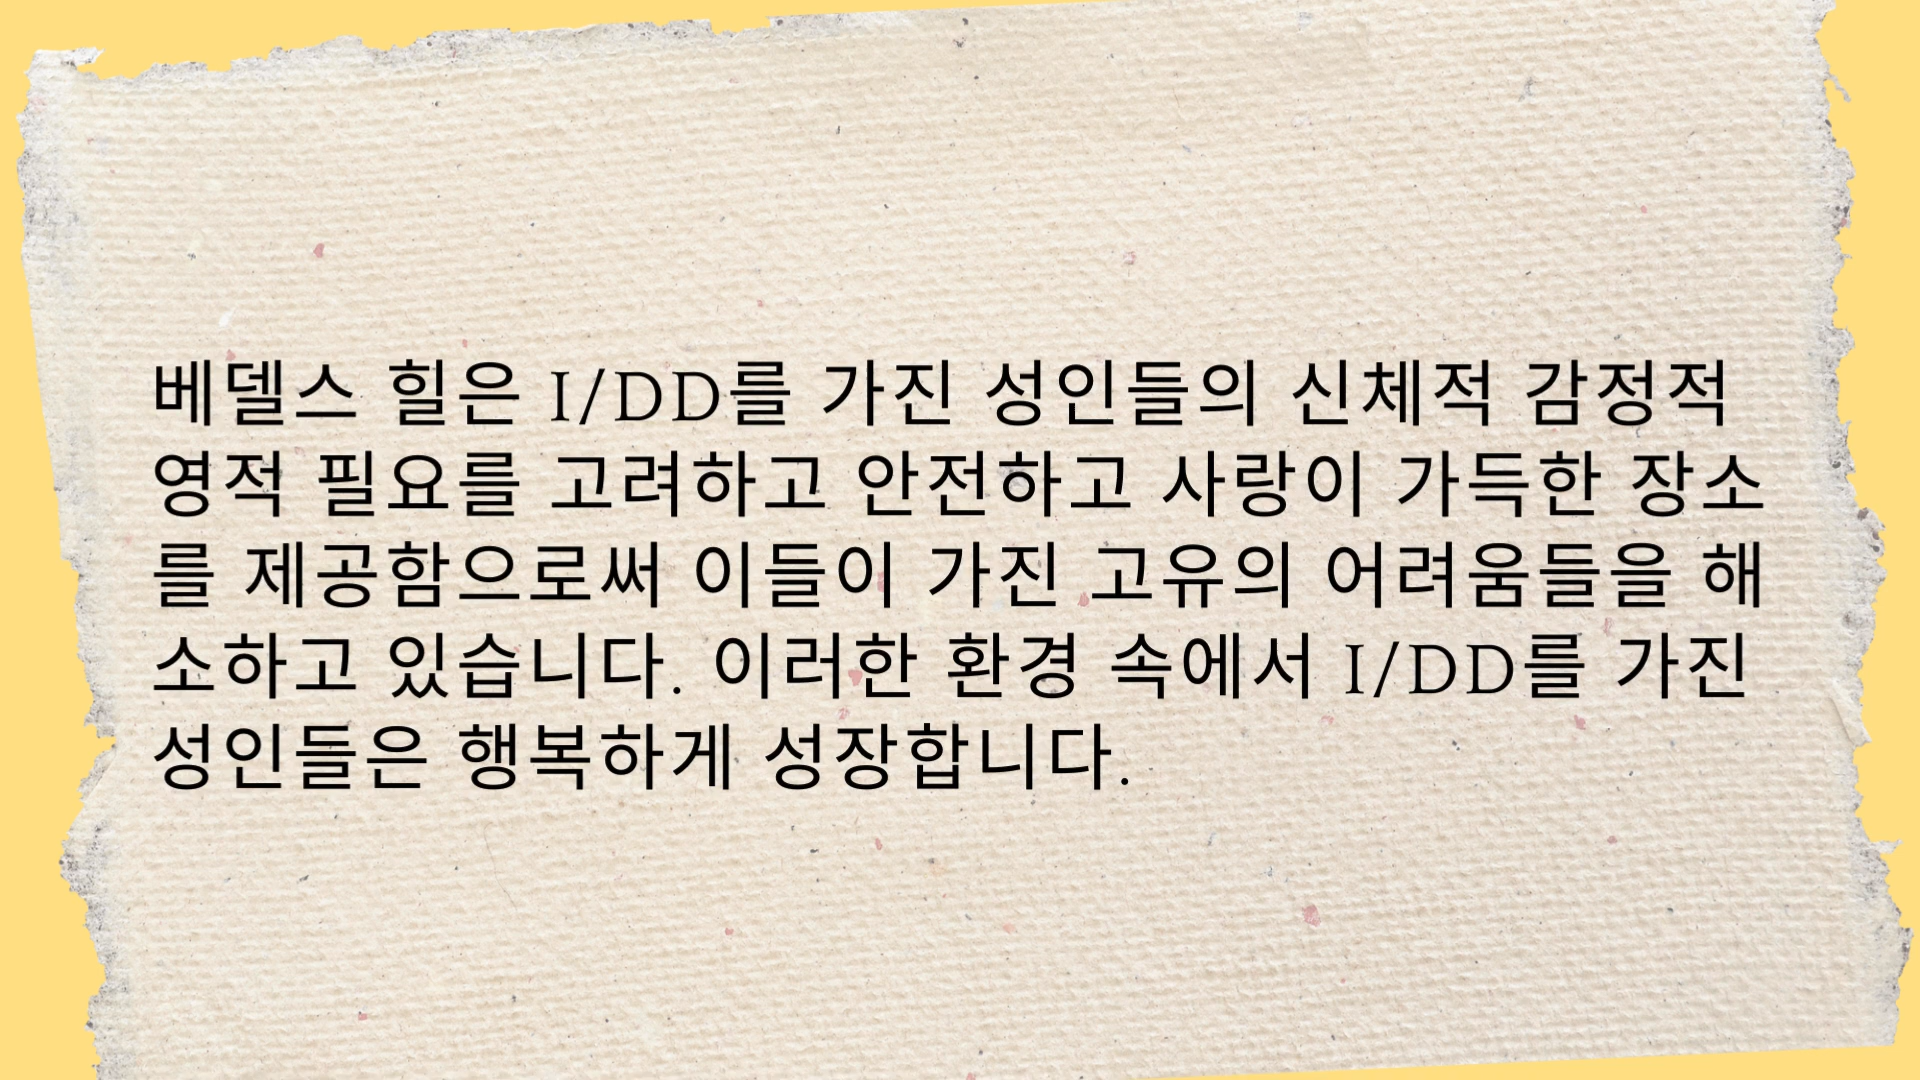 베델스 힐은 I/DD를 가진 성인들의 신체적 감정적
영적 필요를 고려하고 안전하고 사랑이 가득한 장소
를 제공함으로써 이들이 가진 고유의 어려움들을 해
소하고 있습니다. 이러한 환경 속에서 I/DD를 가진
성인들은 행복하게 성장합니다.